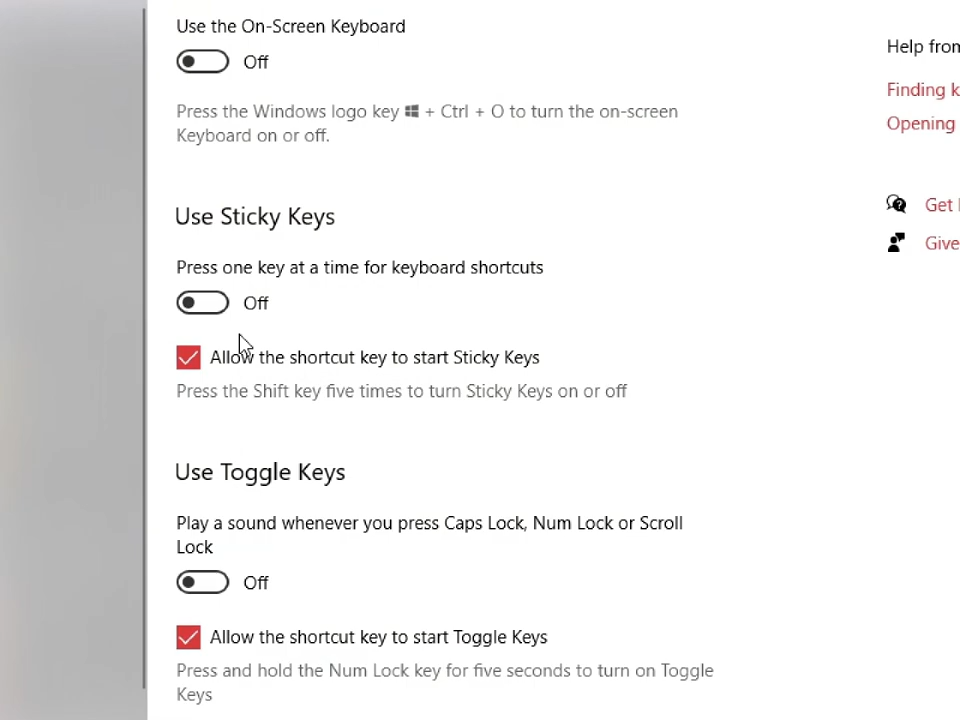 Use the On-Screen Keyboard
Off
Press the Windows logo key + Ctrl + O to turn the on-screen
Keyboard on or off.
Use Sticky Keys
Press one key at a time for keyboard shortcuts
Off
Allow the shortcut key to start Sticky Keys
Press the Shift key five times to turn Sticky Keys on or off
Use Toggle Keys
Play a sound whenever you press Caps Lock, Num Lock or Scroll
Lock
Off
Allow the shortcut key to start Toggle Keys
Press and hold the Num Lock key for five seconds to turn on Toggle
Keys
Help from
Finding k
Opening
Get
Give